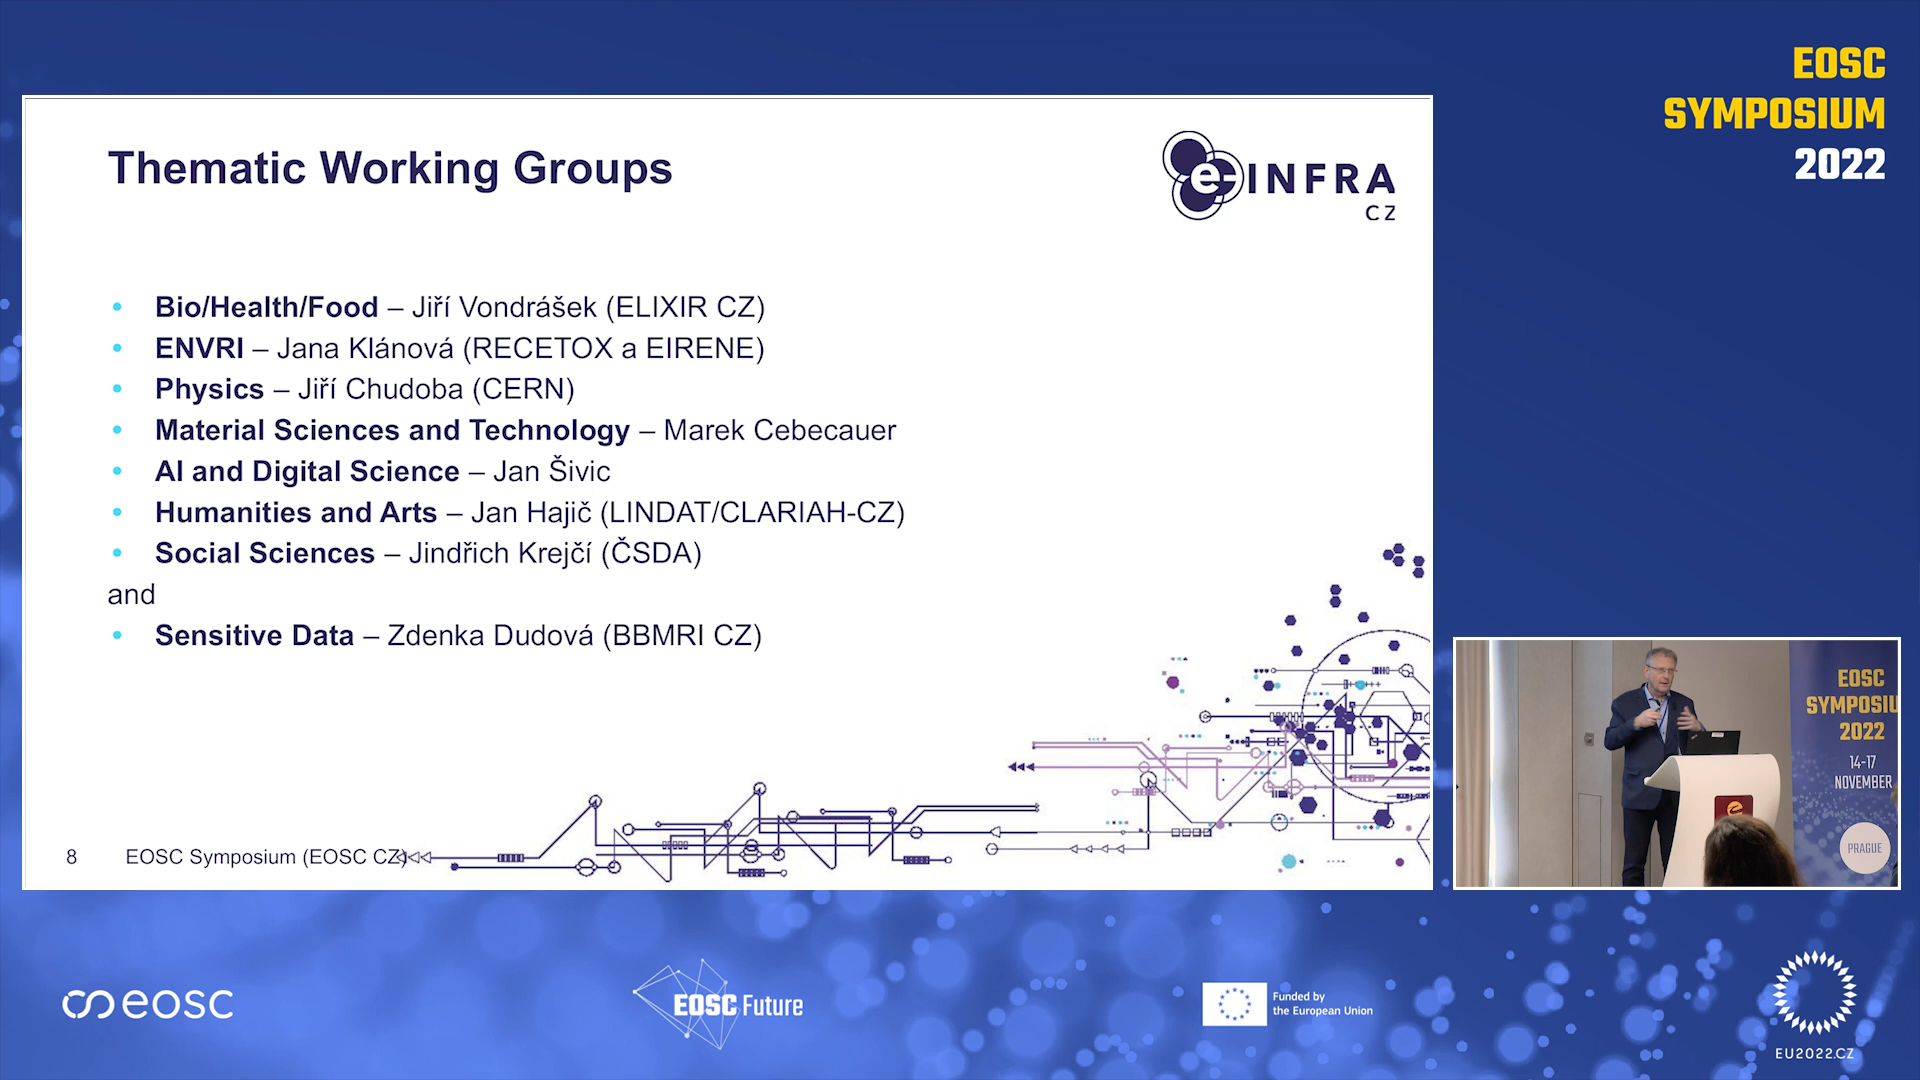 EOSC
SYMPOSIUM
2022
Thematic Working Groups
e-INFRA
CZ
• Bio/Health/Food – Jiří Vondrášek (ELIXIR CZ)
• ENVRI – Jana Klánová (RECETOX a EIRENE)
• Physics – Jiří Chudoba (CERN)
• Material Sciences and Technology – Marek Cebecauer
• AI and Digital Science – Jan Šivic
• Humanities and Arts – Jan Hajič (LINDAT/CLARIAH-CZ)
• Social Sciences – Jindřich Krejčí (ČSDA)
and
• Sensitive Data – Zdenka Dudová (BBMRI CZ)
8 EOSC Symposium (EOSC CZ)
EOSC
SYMPOSIU
2022
14-17
NOVEMBER
PRAGUE
eosc
EOSC Future
Funded by
the European Union
EU2022.CZ